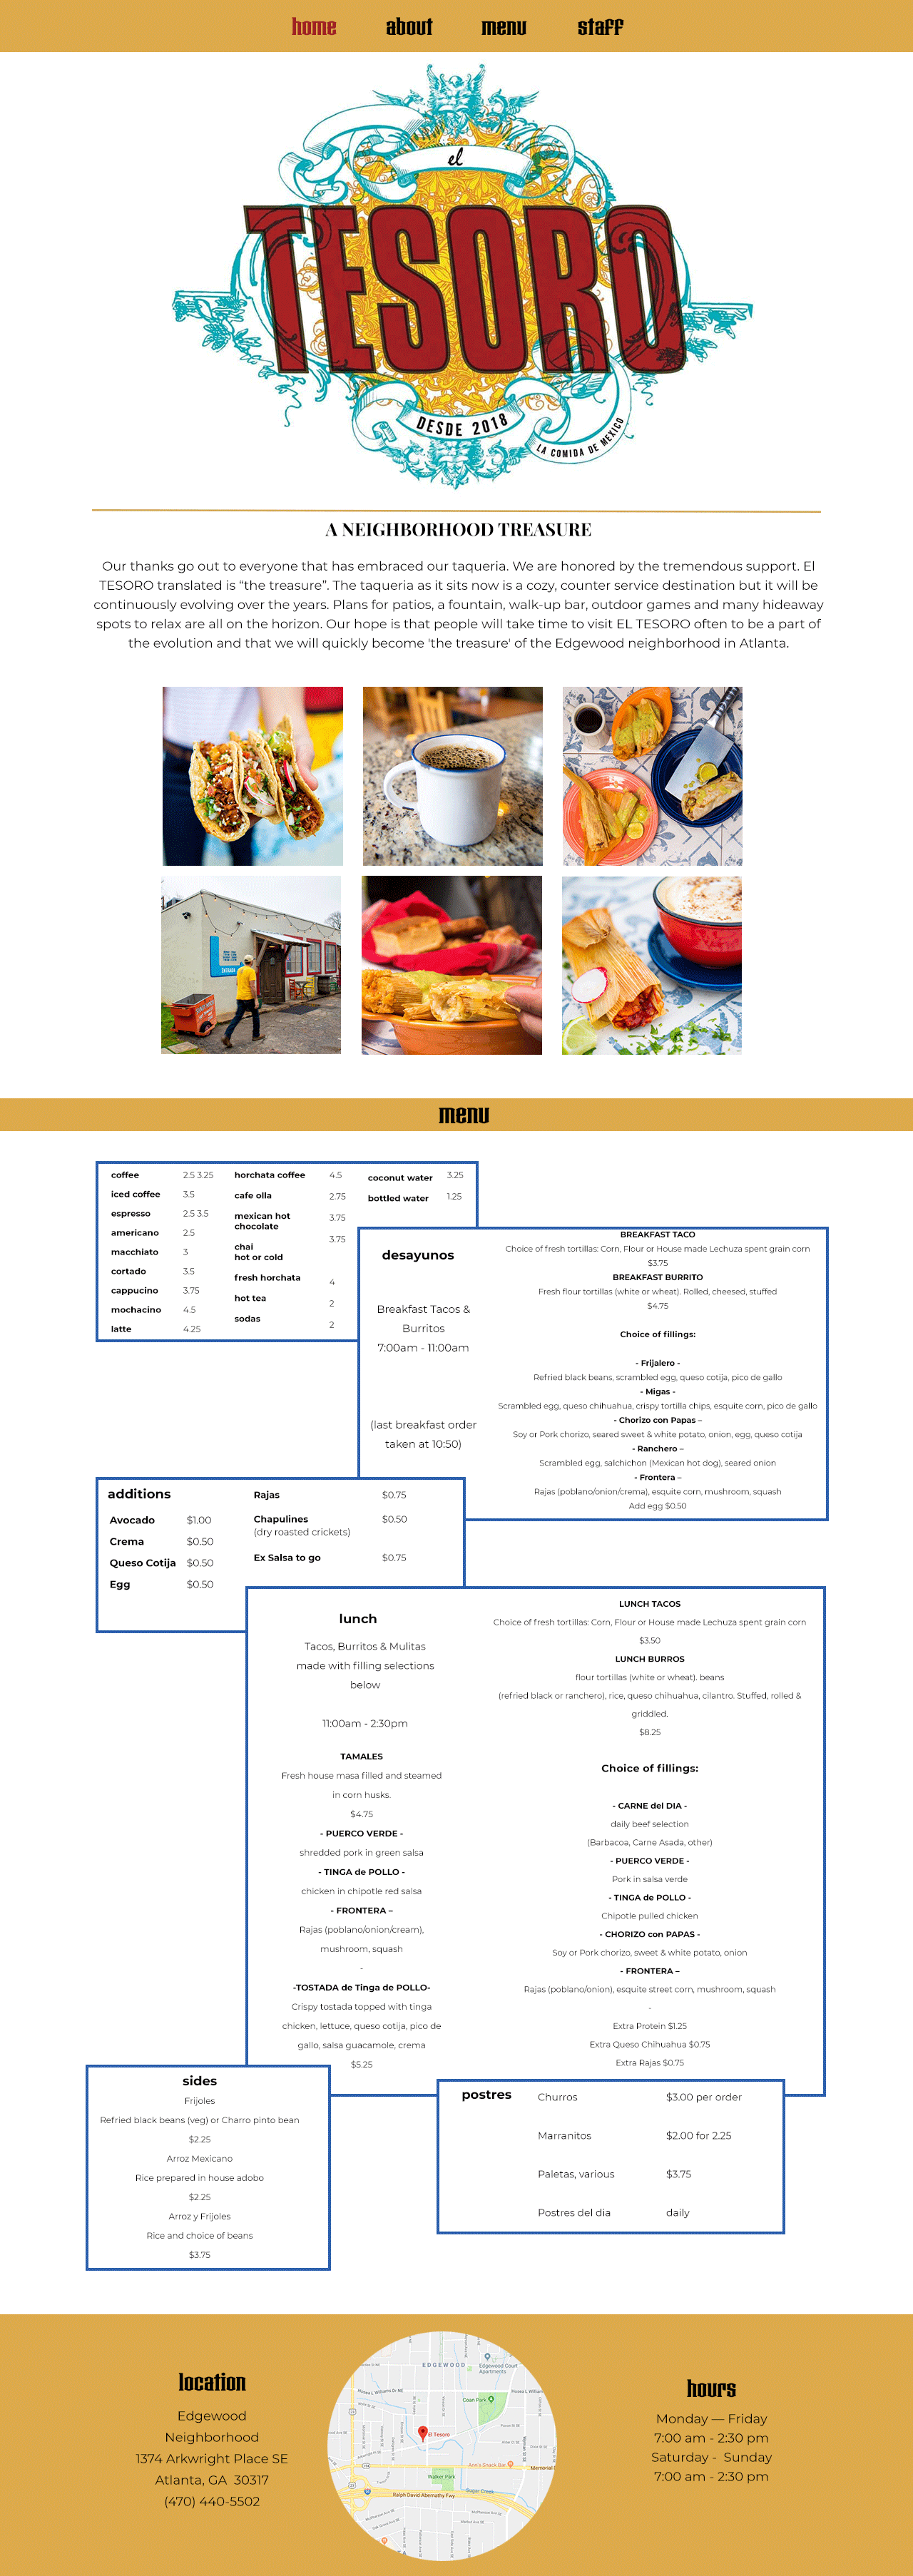 home about menu staff
el
TESORO
DESDE 2018
LA COMIDA DE MEXICO
A NEIGHBORHOOD TREASURE
Our thanks go out to everyone that has embraced our taqueria. We are honored by the tremendous support. El
TESORO translated is “the treasure”. The taqueria as it sits now is a cozy, counter service destination but it will be
continuously evolving over the years. Plans for patios, a fountain, walk-up bar, outdoor games and many hideaway
spots to relax are all on the horizon. Our hope is that people will take time to visit EL TESORO often to be a part of
the evolution and that we will quickly become 'the treasure' of the Edgewood neighborhood in Atlanta.
menu
coffee 2.5 3.25
iced coffee 3.5
espresso 2.5 3.5
americano 2.5
macchiato 3
cortado 3.5
cappucino 3.75
mochacino 4.5
latte 4.25
horchata coffee 4.5
cafe olla 2.75
mexican hot 3.75
chocolate
chai 3.75
hot or cold
fresh horchata 4
hot tea 2
sodas 2
coconut water 3.25
bottled water 1.25
desayunos
Breakfast Tacos &
Burritos
7:00am - 11:00am
(last breakfast order
taken at 10:50)
BREAKFAST TACO
Choice of fresh tortillas: Corn, Flour or House made Lechuza spent grain corn
$3.75
BREAKFAST BURRITO
Fresh flour tortillas (white or wheat). Rolled, cheesed, stuffed
$4.75
Choice of fillings:
- Frijalero -
Refried black beans, scrambled egg, queso cotija, pico de gallo
- Migas -
Scrambled egg, queso chihuahua, crispy tortilla chips, esquite corn, pico de gallo
- Chorizo con Papas –
Soy or Pork chorizo, seared sweet & white potato, onion, egg, queso cotija
- Ranchero –
Scrambled egg, salchichon (Mexican hot dog), seared onion
- Frontera –
Rajas (poblano/onion/crema), esquite corn, mushroom, squash
Add egg $0.50
additions
Avocado $1.00
Crema $0.50
Queso Cotija $0.50
Egg $0.50
Rajas $0.75
Chapulines $0.50
(dry roasted crickets)
Ex Salsa to go $0.75
lunch
Tacos, Burritos & Mulitas
made with filling selections
below
11:00am - 2:30pm
TAMALES
Fresh house masa filled and steamed
in corn husks.
$4.75
- PUERCO VERDE -
shredded pork in green salsa
- TINGA de POLLO -
chicken in chipotle red salsa
- FRONTERA –
Rajas (poblano/onion/cream),
mushroom, squash
-
-TOSTADA de Tinga de POLLO-
Crispy tostada topped with tinga
chicken, lettuce, queso cotija, pico de
gallo, salsa guacamole, crema
$5.25
LUNCH TACOS
Choice of fresh tortillas: Corn, Flour or House made Lechuza spent grain corn
$3.50
LUNCH BURROS
flour tortillas (white or wheat). beans
(refried black or ranchero), rice, queso chihuahua, cilantro. Stuffed, rolled &
griddled.
$8.25
Choice of fillings:
- CARNE del DIA -
daily beef selection
(Barbacoa, Carne Asada, other)
- PUERCO VERDE -
Pork in salsa verde
- TINGA de POLLO -
Chipotle pulled chicken
- CHORIZO con PAPAS -
Soy or Pork chorizo, sweet & white potato, onion
- FRONTERA –
Rajas (poblano/onion), esquite street corn, mushroom, squash
-
Extra Protein $1.25
Extra Queso Chihuahua $0.75
Extra Rajas $0.75
sides
Frijoles
Refried black beans (veg) or Charro pinto bean
$2.25
Arroz Mexicano
Rice prepared in house adobo
$2.25
Arroz y Frijoles
Rice and choice of beans
$3.75
postres
Churros $3.00 per order
Marranitos $2.00 for 2.25
Paletas, various $3.75
Postres del dia daily
location
Edgewood
Neighborhood
1374 Arkwright Place SE
Atlanta, GA 30317
(470) 440-5502
EDGEWOOD
Edgewood Court
Apartments
Hosea L Williams Dr NE
Hosea L Williams
Coan Park
El Tesoro
Ann's Snack Bar
Memorial
Walker Park
Sugar Creek
Ralph David Abernathy Fwy
hours
Monday — Friday
7:00 am - 2:30 pm
Saturday - Sunday
7:00 am - 2:30 pm